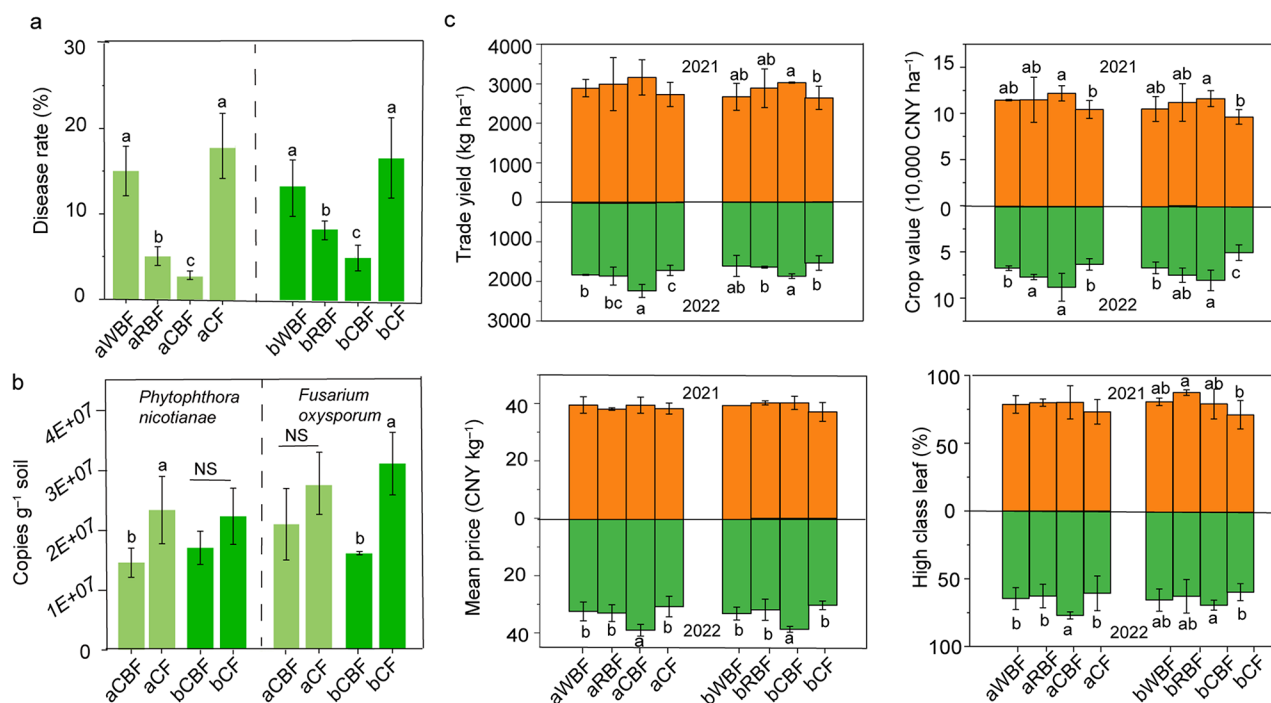 a
Disease rate (%)
30
20
10
0
a
b
c
a
a
b
c
a
aWBF
aRBF
aCBF
aCF
bWBF
bRBF
bCBF
bCF
b
Copies g⁻¹ soil
4E+07
3E+07
2E+07
1E+07
0
Phytophthora
nicotianae
Fusarium
oxysporum
b
a
NS
NS
b
a
aCBF
aCF
bCBF
bCF
aCBF
aCF
bCBF
bCF
c
Trade yield (kg ha⁻¹)
4000
3000
2000
1000
0
1000
2000
3000
2021
ab
ab
a
b
b
bc
a
c
ab
b
a
b
2022
Crop value (10,000 CNY ha⁻¹)
15
10
5
0
5
10
2021
ab
ab
a
b
ab
ab
a
b
b
a
a
b
b
ab
a
c
2022
Mean price (CNY kg⁻¹)
40
20
0
20
40
2021
b
b
a
b
b
b
a
b
2022
aWBF
aRBF
aCBF
aCF
bWBF
bRBF
bCBF
bCF
High class leaf (%)
100
50
0
50
100
2021
ab
a
ab
b
b
b
a
b
ab
ab
a
b
2022
aWBF
aRBF
aCBF
aCF
bWBF
bRBF
bCBF
bCF